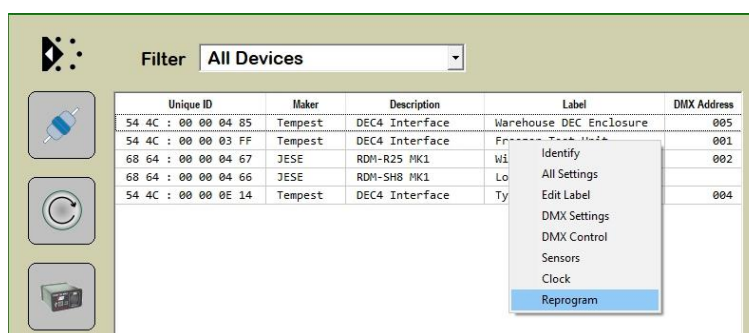 Filter All Devices
Unique ID Maker Description Label DMX Address
54 4C : 00 00 04 85 Tempest DEC4 Interface Warehouse DEC Enclosure 005
54 4C : 00 00 03 FF Tempest DEC4 Interface 001
68 64 : 00 00 04 67 JESE RDM-R25 MK1 Wi 002
68 64 : 00 00 04 66 JESE RDM-SH8 MK1 Lo
54 4C : 00 00 0E 14 Tempest DEC4 Interface Ty 004
Identify
All Settings
Edit Label
DMX Settings
DMX Control
Sensors
Clock
Reprogram